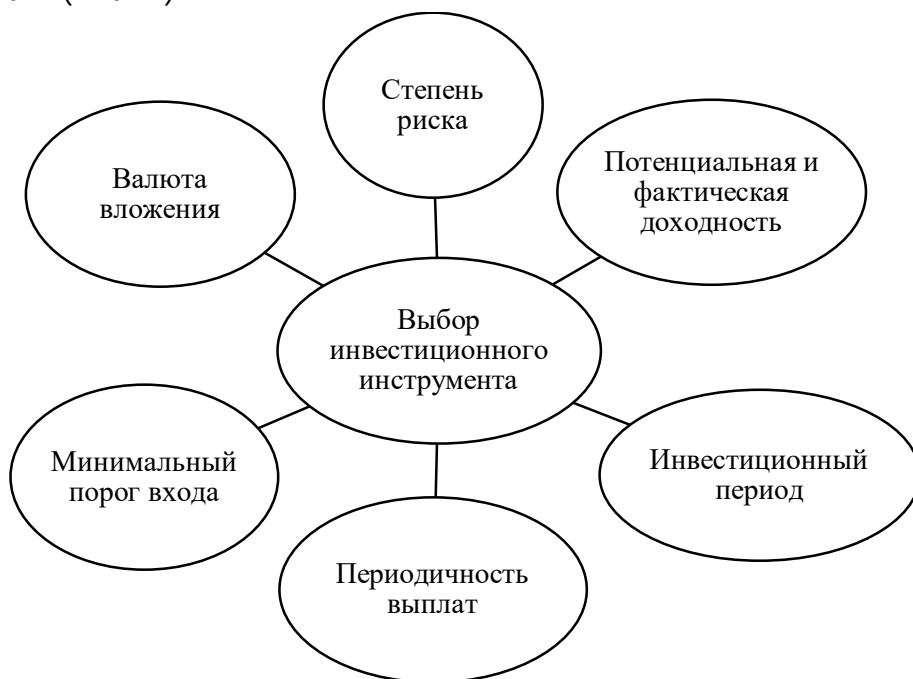 Степень
риска
Валюта
вложения
Потенциальная и
фактическая
доходность
Выбор
инвестиционного
инструмента
Минимальный
порог входа
Инвестиционный
период
Периодичность
выплат